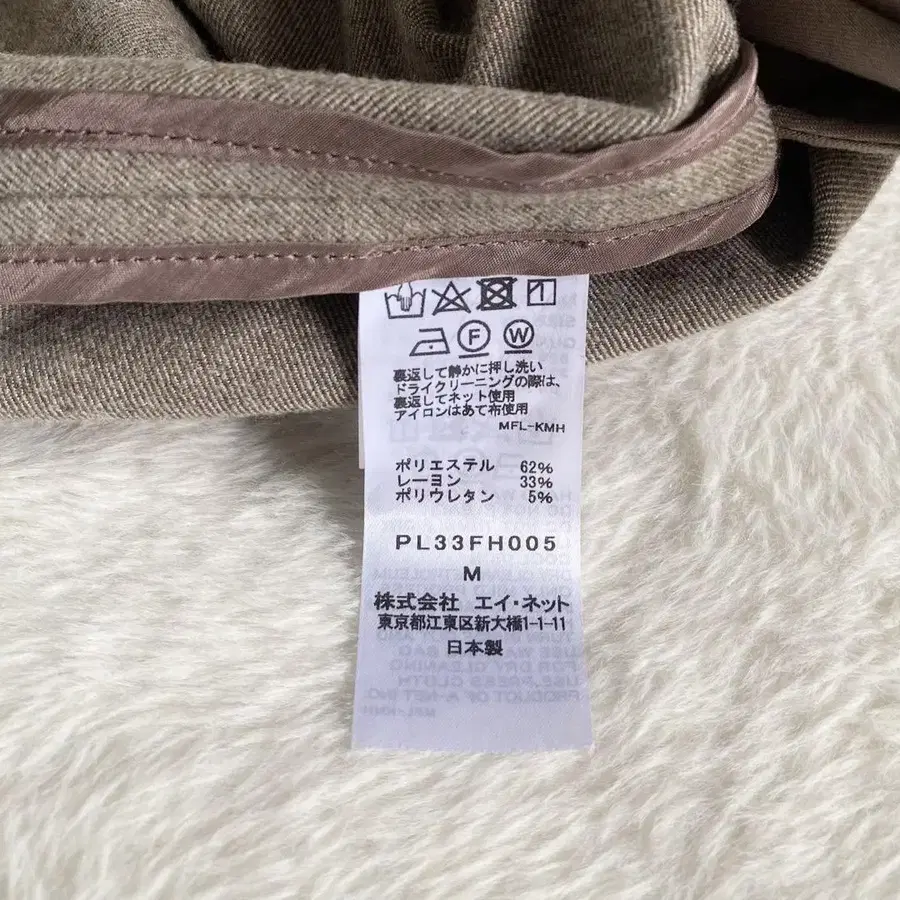 F W
裏返して静かに押し洗い
ドライクリーニングの際は、
裏返してネット使用
アイロンはあて布使用
MFL-KMH
ポリエステル 62%
レーヨン 33%
ポリウレタン 5%
PL33FH005
M
株式会社 エイ・ネット
東京都江東区新大橋1-1-11
日本製